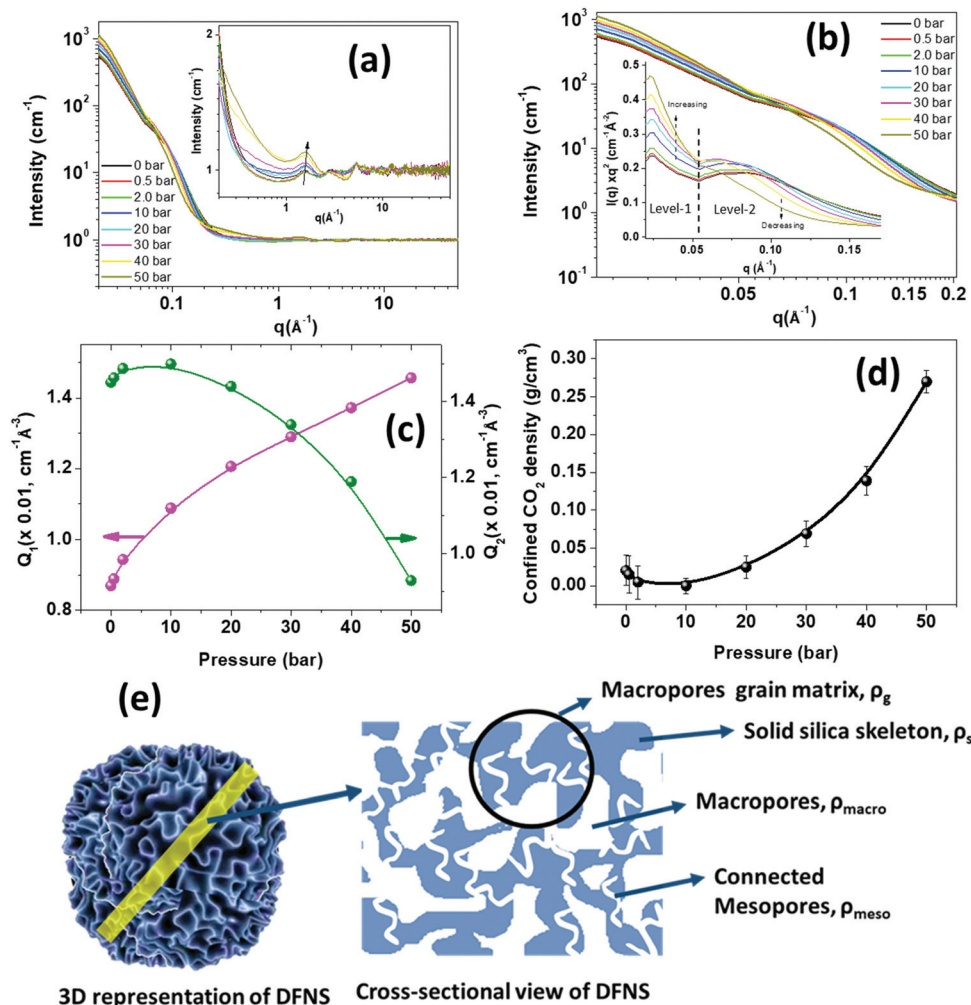 (a)
Intensity (cm⁻¹)
10³
10²
10¹
10⁰
0.1
1
10
q(Å⁻¹)
0 bar
0.5 bar
2.0 bar
10 bar
20 bar
30 bar
40 bar
50 bar
Intensity (cm⁻¹)
2
1
1
10
q(Å⁻¹)
(b)
Intensity (cm⁻¹)
10³
10²
10¹
10⁰
10⁻¹
0.05
0.1
0.15
0.2
q(Å⁻¹)
0 bar
0.5 bar
2.0 bar
10 bar
20 bar
30 bar
40 bar
50 bar
I(q) xq² (cm⁻¹Å⁻²)
0.5
0.4
0.3
0.2
0.1
0.0
0.05
0.10
0.15
q (Å⁻¹)
Increasing
Level-1
Level-2
Decreasing
(c)
Q₁(x 0.01, cm⁻¹Å⁻³)
1.4
1.2
1.0
0.8
Q₂(x 0.01, cm⁻¹Å⁻³)
1.4
1.3
1.2
1.1
1.0
0 10 20 30 40 50
Pressure (bar)
(d)
Confined CO₂ density (g/cm³)
0.30
0.25
0.20
0.15
0.10
0.05
0.00
0 10 20 30 40 50
Pressure (bar)
(e)
Macropores grain matrix, ρg
Solid silica skeleton, ρs
Macropores, ρmacro
Connected
Mesopores, ρmeso
3D representation of DFNS
Cross-sectional view of DFNS